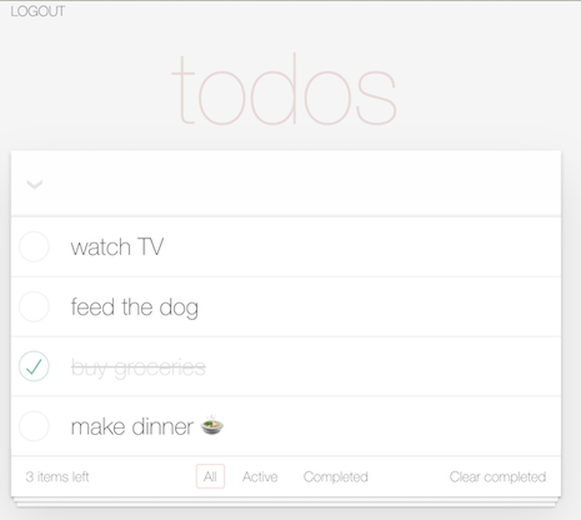 LOGOUT
todos
watch TV
feed the dog
buy groceries
make dinner 🍲
3 items left All Active Completed Clear completed